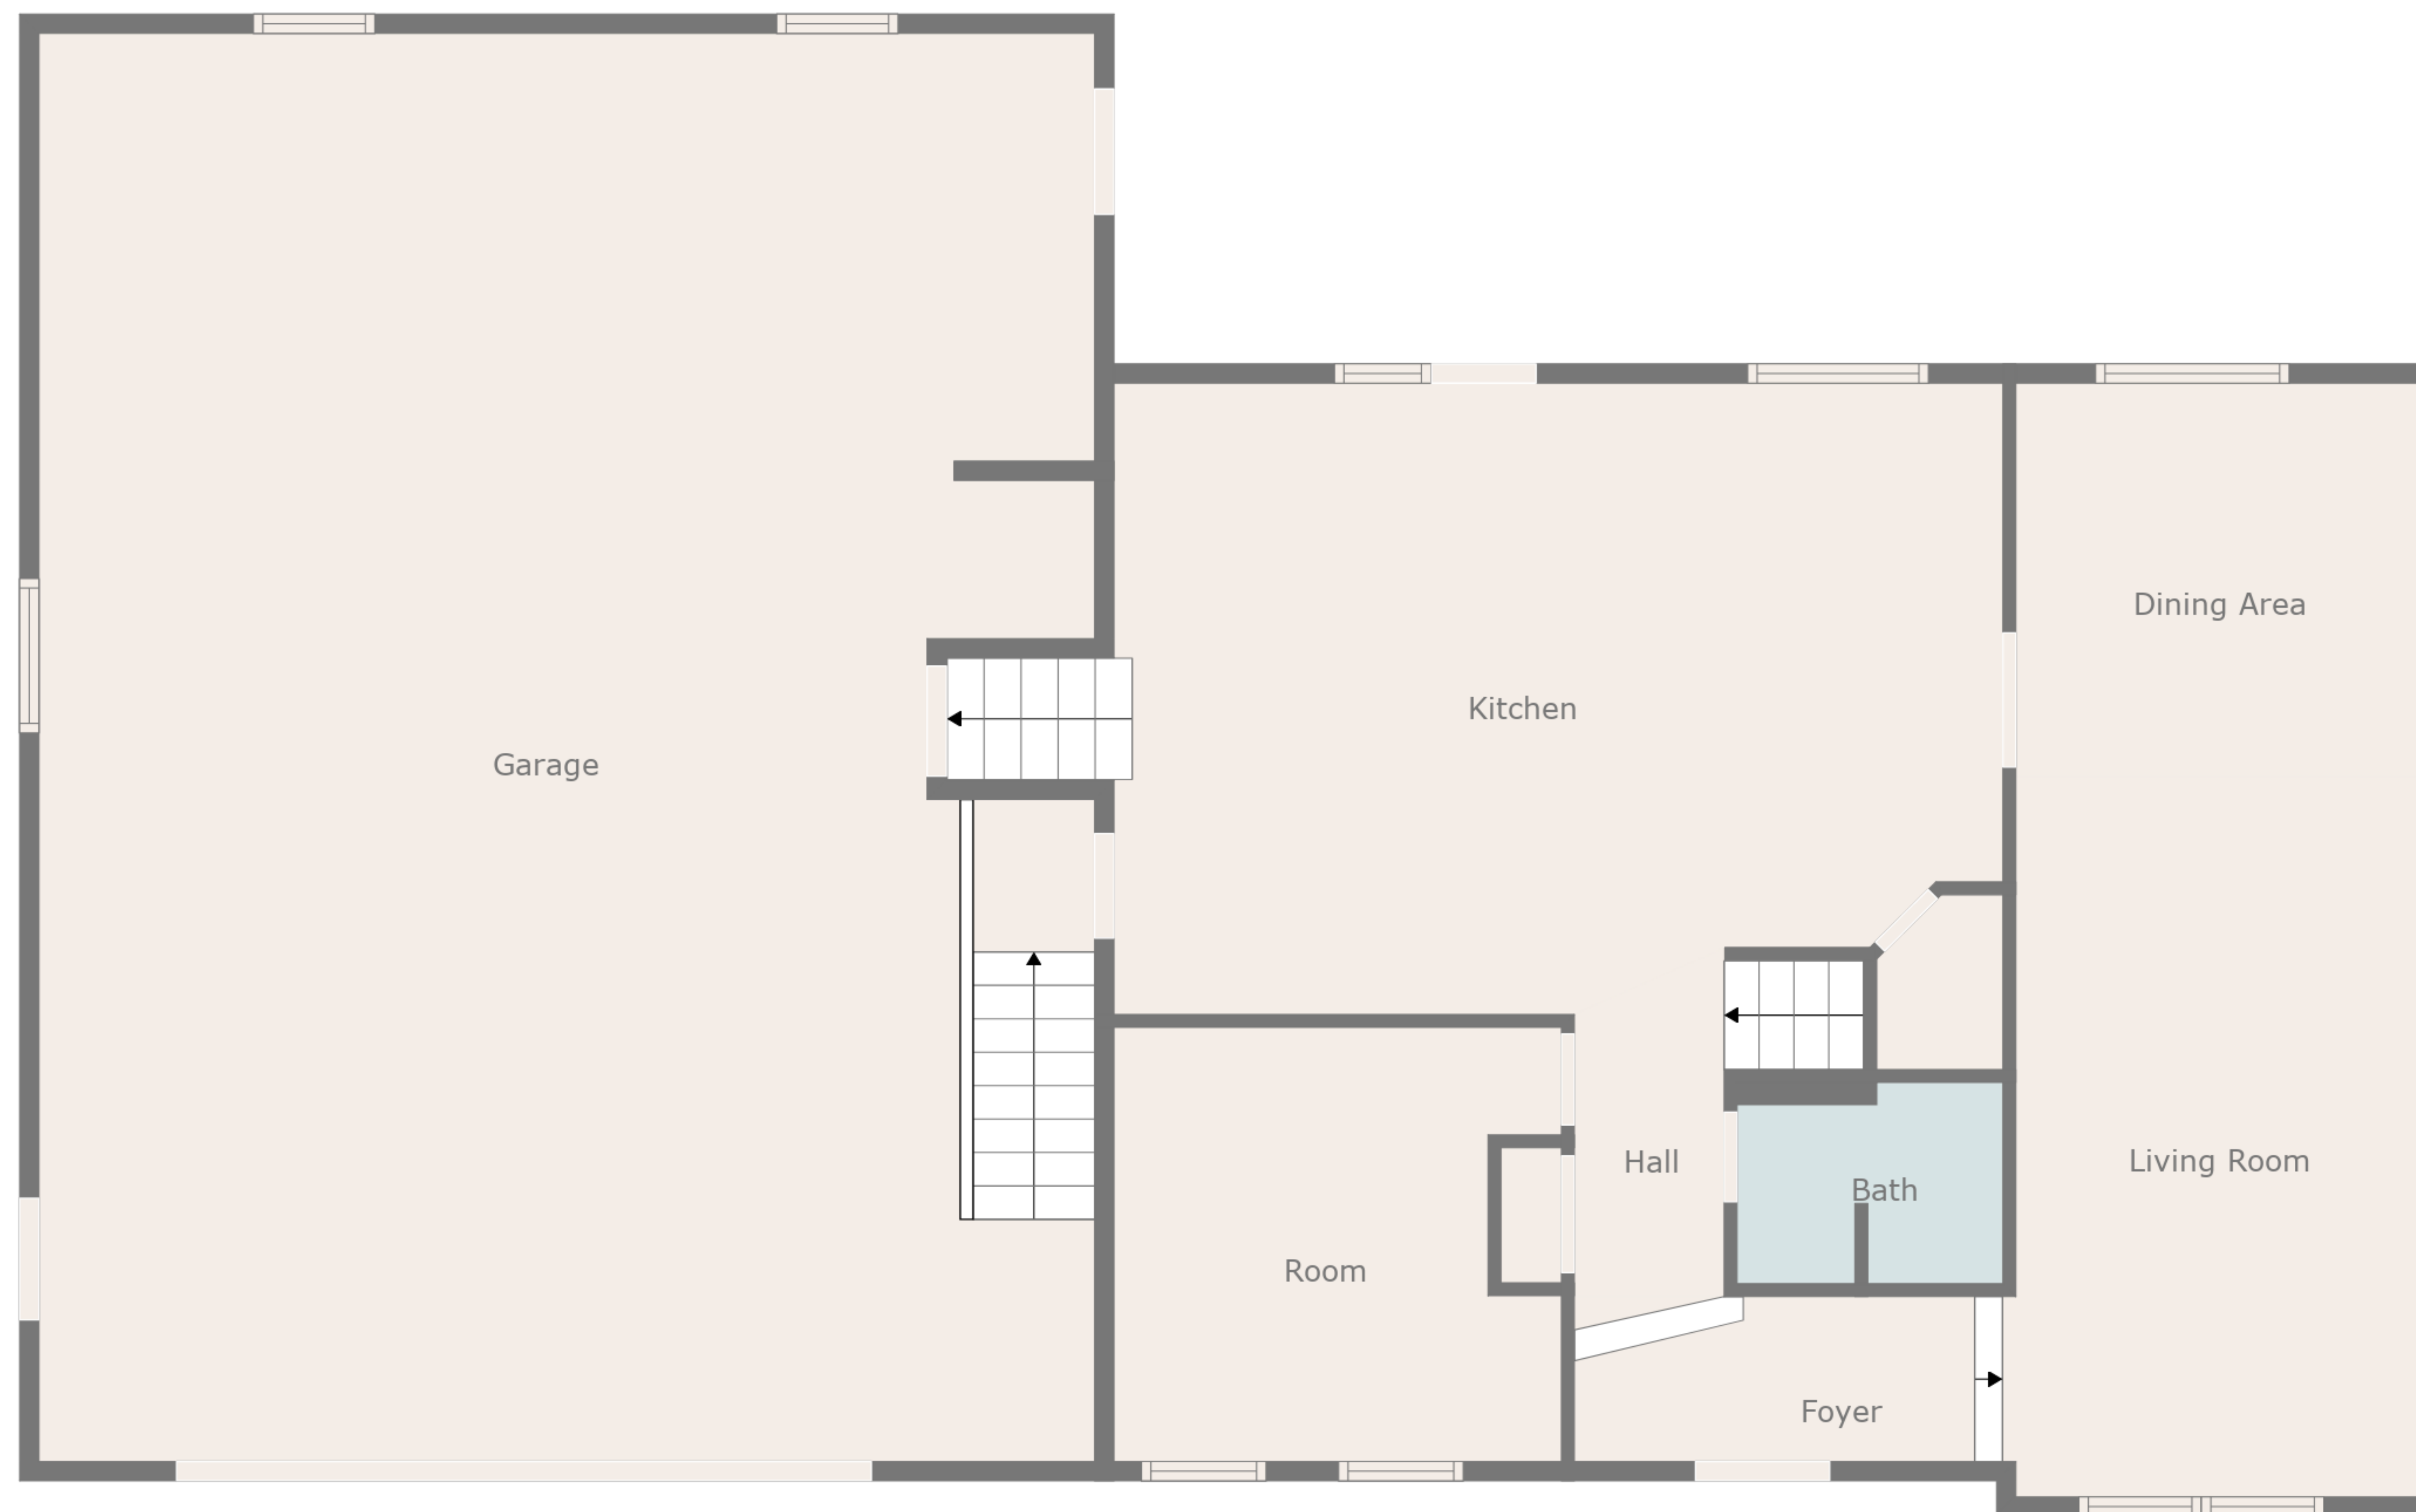 Dining Area
Kitchen
Garage
Hall
Living Room
Bath
Room
Foyer